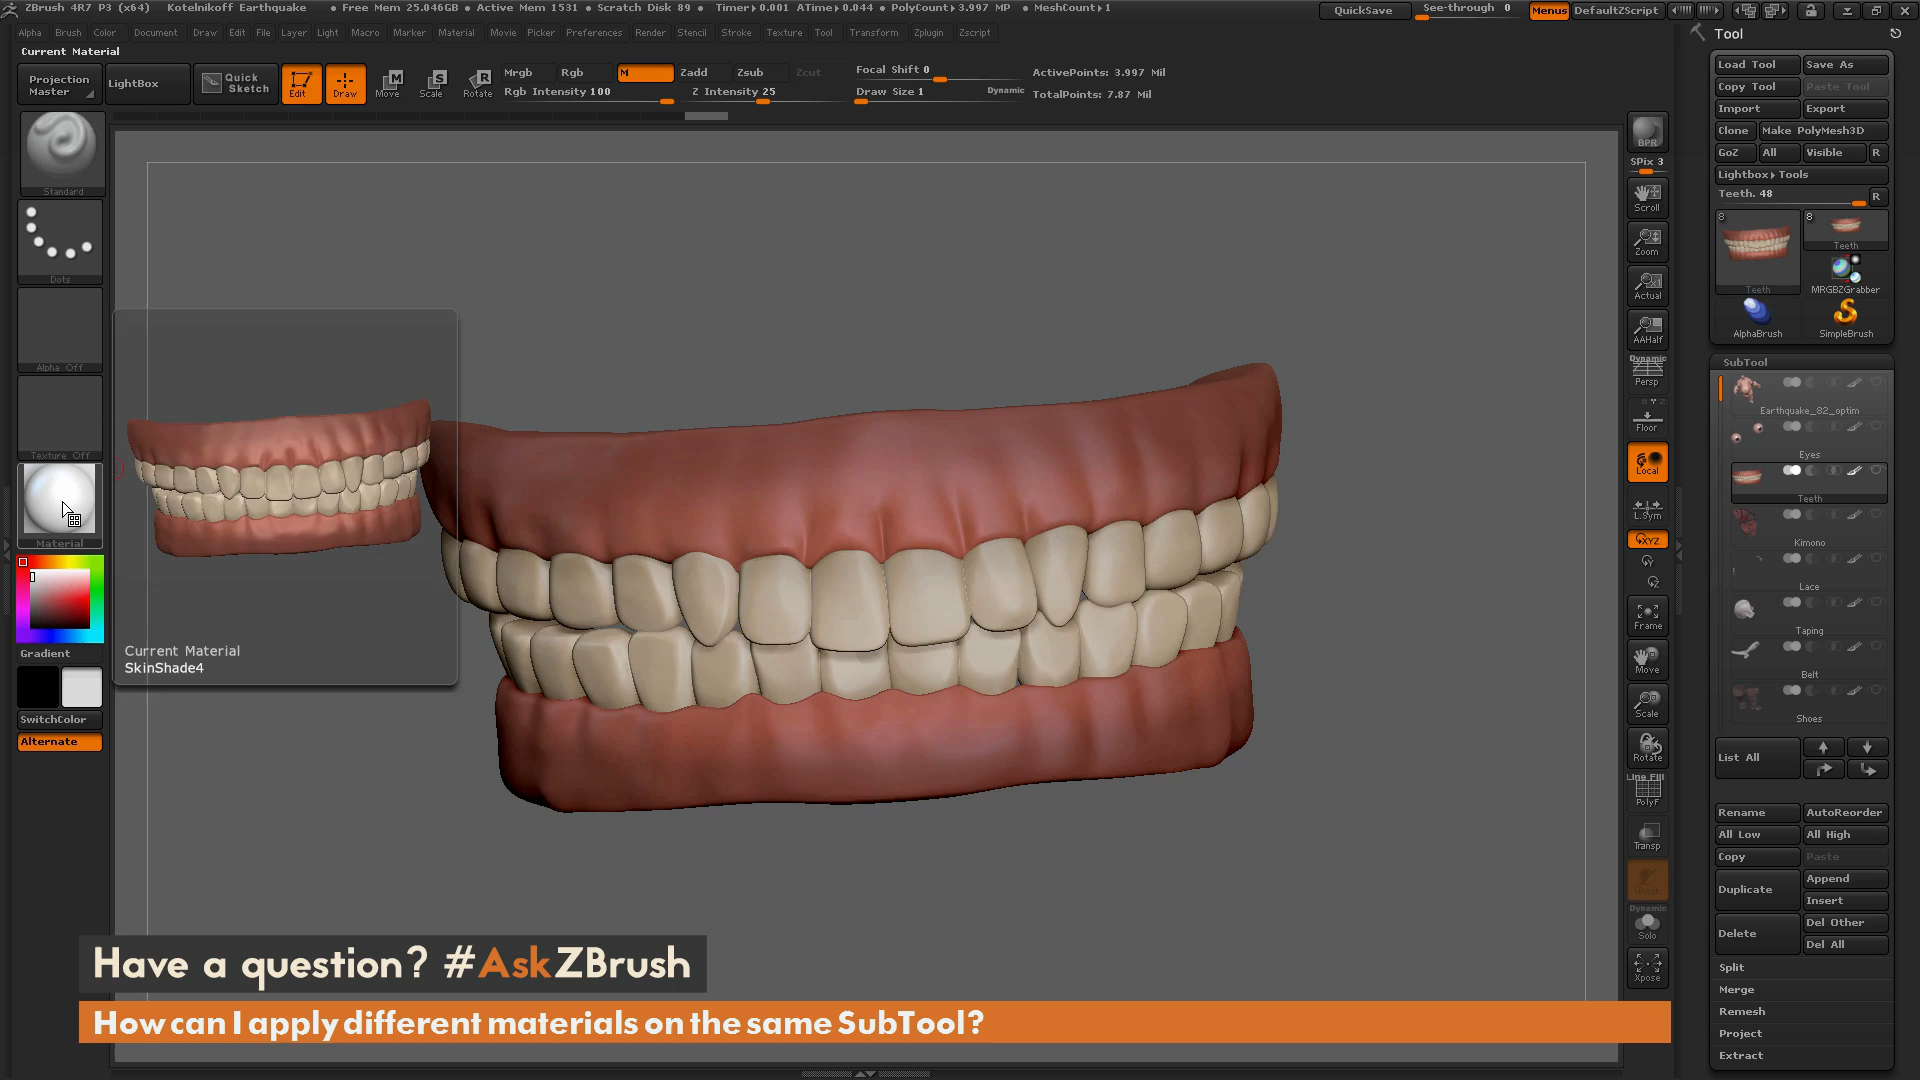 ZBrush 4R7 P3 (x64) Kotelnikoff Earthquake • Free Mem 25.046GB • Active Mem 1531 • Scratch Disk 89 • Timer▸0.001 ATime▸0.044 • PolyCount▸3.997 MP • MeshCount▸1 QuickSave See-through 0 Menus DefaultZScript
Alpha Brush Color Document Draw Edit File Layer Light Macro Marker Material Movie Picker Preferences Render Stencil Stroke Texture Tool Transform Zplugin Zscript
Current Material
Projection Master
LightBox
Quick Sketch
Edit
Draw
Move
Scale
Rotate
Mrgb Rgb M Zadd Zsub Zcut
Rgb Intensity 100 Z Intensity 25
Focal Shift 0
Draw Size 1 Dynamic
ActivePoints: 3.997 Mil
TotalPoints: 7.87 Mil
Standard
Dots
Alpha Off
Texture Off
Material
Gradient
SwitchColor
Alternate
Current Material
SkinShade4
BPR
SPix 3
Scroll
Zoom
Actual
AAHalf
Dynamic
Persp
Floor
Local
L.Sym
XYZ
Y
Z
Frame
Move
Scale
Rotate
Line Fill
PolyF
Transp
Ghost
Dynamic
Solo
Xpose
Tool
Load Tool Save As
Copy Tool Paste Tool
Import Export
Clone Make PolyMesh3D
GoZ All Visible R
Lightbox▸Tools
Teeth. 48 R
8 8
Teeth
Teeth
MRGBZGrabber
AlphaBrush SimpleBrush
SubTool
Earthquake_82_optim
Eyes
Teeth
Kimono
Lace
Taping
Belt
Shoes
List All
Rename AutoReorder
All Low All High
Copy Paste
Duplicate Append
Insert
Delete Del Other
Del All
Split
Merge
Remesh
Project
Extract
Have a question? #AskZBrush
How can I apply different materials on the same SubTool?